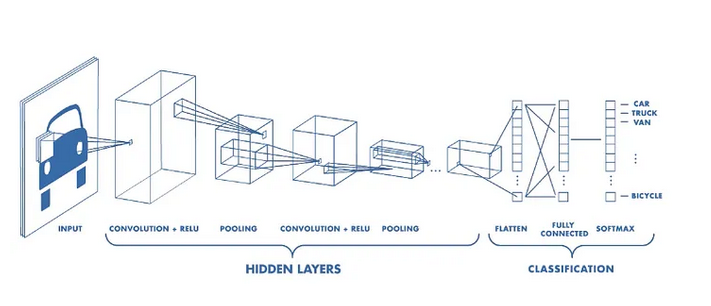 CAR
TRUCK
VAN
BICYCLE
INPUT
CONVOLUTION + RELU
POOLING
CONVOLUTION + RELU
POOLING
FLATTEN
FULLY
CONNECTED
SOFTMAX
HIDDEN LAYERS
CLASSIFICATION